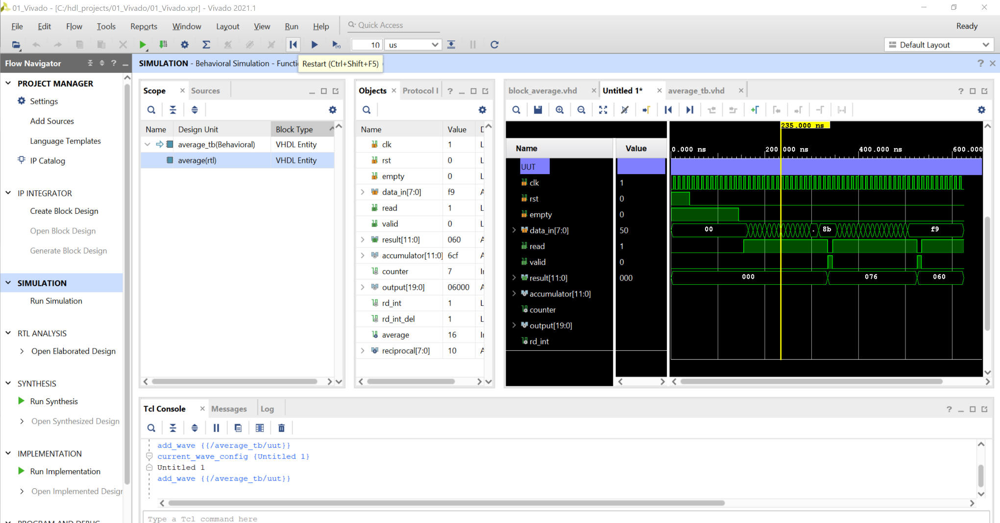 01_Vivado - [C:/hdl_projects/01_Vivado/01_Vivado.xpr] - Vivado 2021.1
File Edit Flow Tools Reports Window Layout View Run Help Quick Access Ready
10 us Default Layout
Flow Navigator
SIMULATION - Behavioral Simulation - Functi
Restart (Ctrl+Shift+F5)
PROJECT MANAGER
Settings
Add Sources
Language Templates
IP Catalog
IP INTEGRATOR
Create Block Design
Open Block Design
Generate Block Design
SIMULATION
Run Simulation
RTL ANALYSIS
Open Elaborated Design
SYNTHESIS
Run Synthesis
Open Synthesized Design
IMPLEMENTATION
Run Implementation
Open Implemented Desigr
PROGRAM AND DEBUG
Scope Sources
Name Design Unit Block Type
average_tb(Behavioral) VHDL Entity
average(rtl) VHDL Entity
Objects Protocol I
Name Value
clk 1 L
rst 0 L
empty 0 L
data_in[7:0] f9 A
read 1 L
valid 0 L
result[11:0] 060 A
accumulator[11:0] 6cf A
counter 7 I
output[19:0] 06000 A
rd_int 1 L
rd_int_del 1 L
average 16 I
reciprocal[7:0] 10 A
block_average.vhd Untitled 1* average_tb.vhd
235.000 ns
Name Value
0.000 ns 200.000 ns 400.000 ns 600.000
UUT
clk 1
rst 0
empty 0
data_in[7:0] 50 00 . 8b f9
read 1
valid 0
result[11:0] 000 000 076 060
accumulator[11:0]
counter
output[19:0]
rd_int
Tcl Console Messages Log
add_wave {{/average_tb/uut}}
current_wave_config {Untitled 1}
Untitled 1
add_wave {{/average_tb/uut}}
Type a Tcl command here